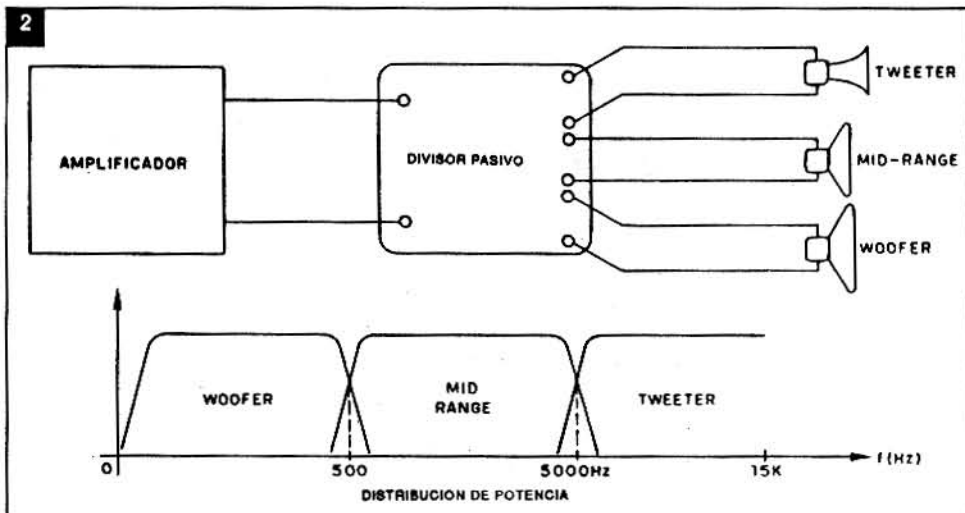 2
TWEETER
AMPLIFICADOR
DIVISOR PASIVO
MID-RANGE
WOOFER
WOOFER
MID
RANGE
TWEETER
0
500
5000HZ
15K
f(Hz)
DISTRIBUCION DE POTENCIA